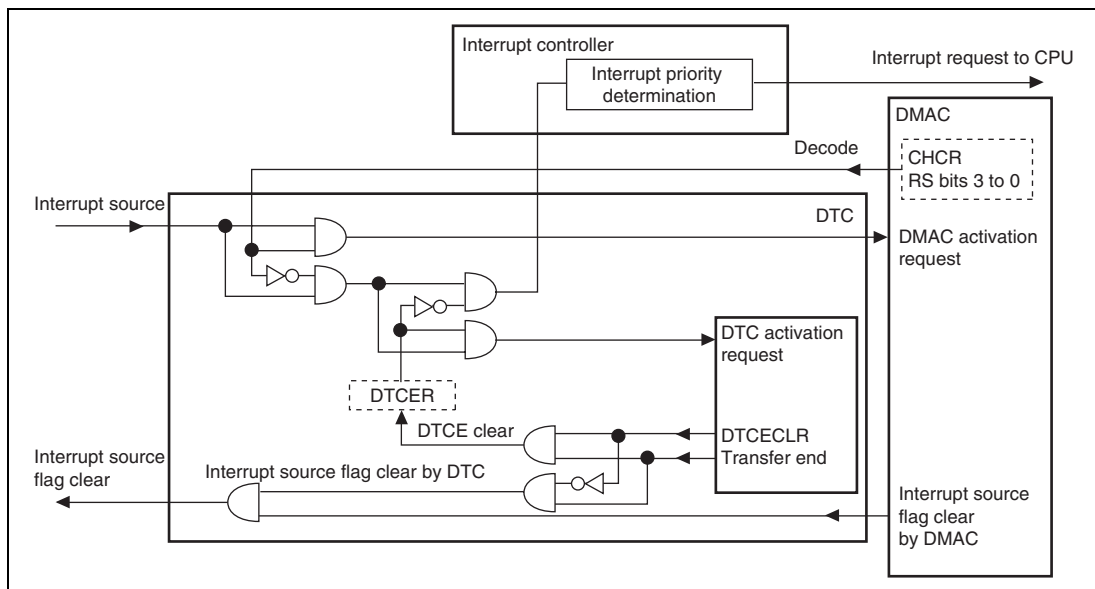 Interrupt controller
Interrupt priority
determination
Interrupt request to CPU
DMAC
CHCR
RS bits 3 to 0
Decode
Interrupt source
DTC
DMAC activation
request
DTC activation
request
DTCER
DTCE clear
DTCECLR
Transfer end
Interrupt source
flag clear
Interrupt source flag clear by DTC
Interrupt source
flag clear
by DMAC